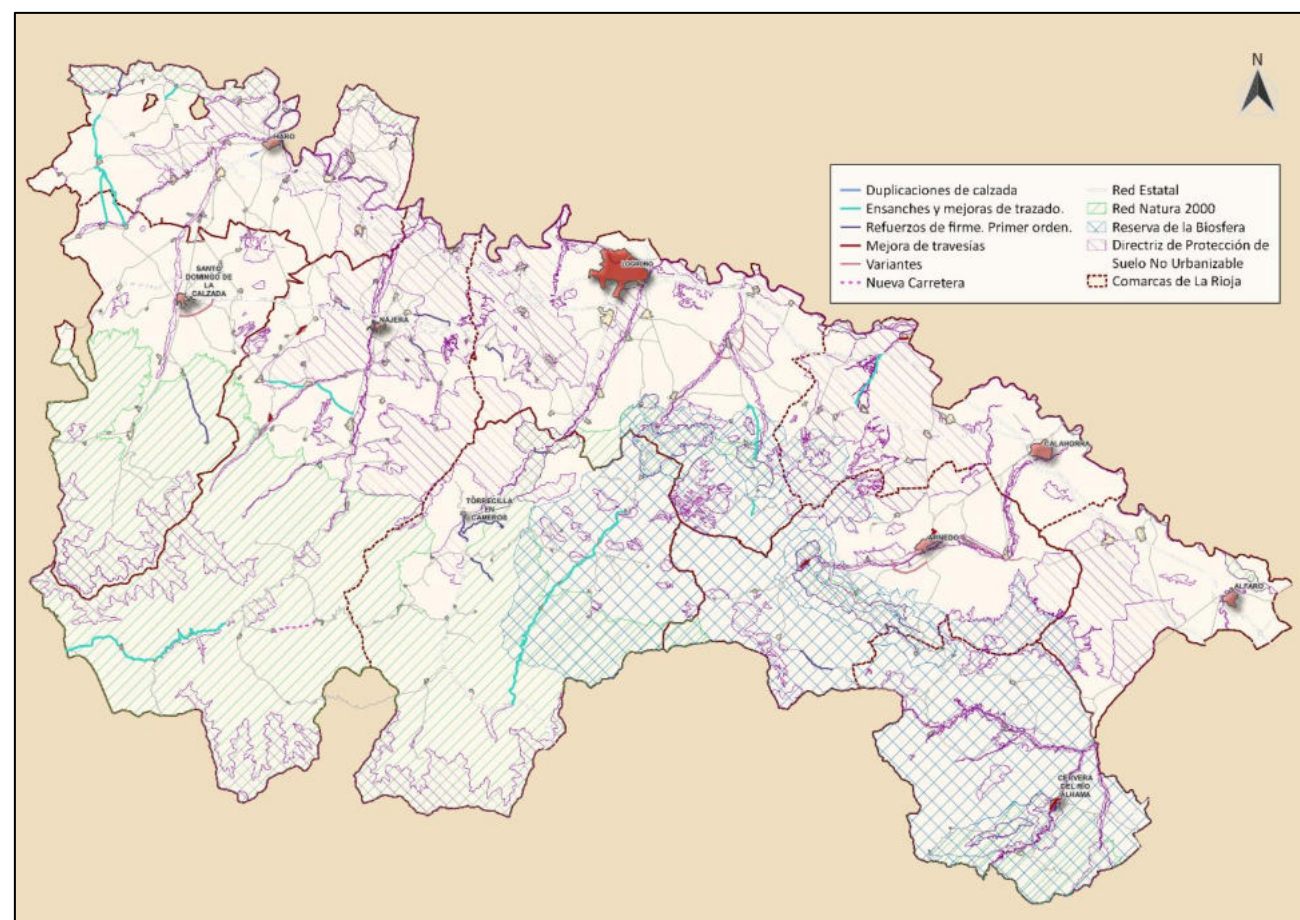 N
HARO
SANTO
DOMINGO DE
LA
CALZADA
LOGROÑO
NÁJERA
Duplicaciones de calzada
Ensanches y mejoras de trazado.
Refuerzos de firme. Primer orden.
Mejora de travesías
Variantes
Nueva Carretera
Red Estatal
Red Natura 2000
Reserva de la Biosfera
Directriz de Protección de
Suelo No Urbanizable
Comarcas de La Rioja
CALAHORRA
TORRECILLA
EN
CAMEROS
ARNEDO
ALFARO
CERVERA
DEL RÍO
ALHAMA